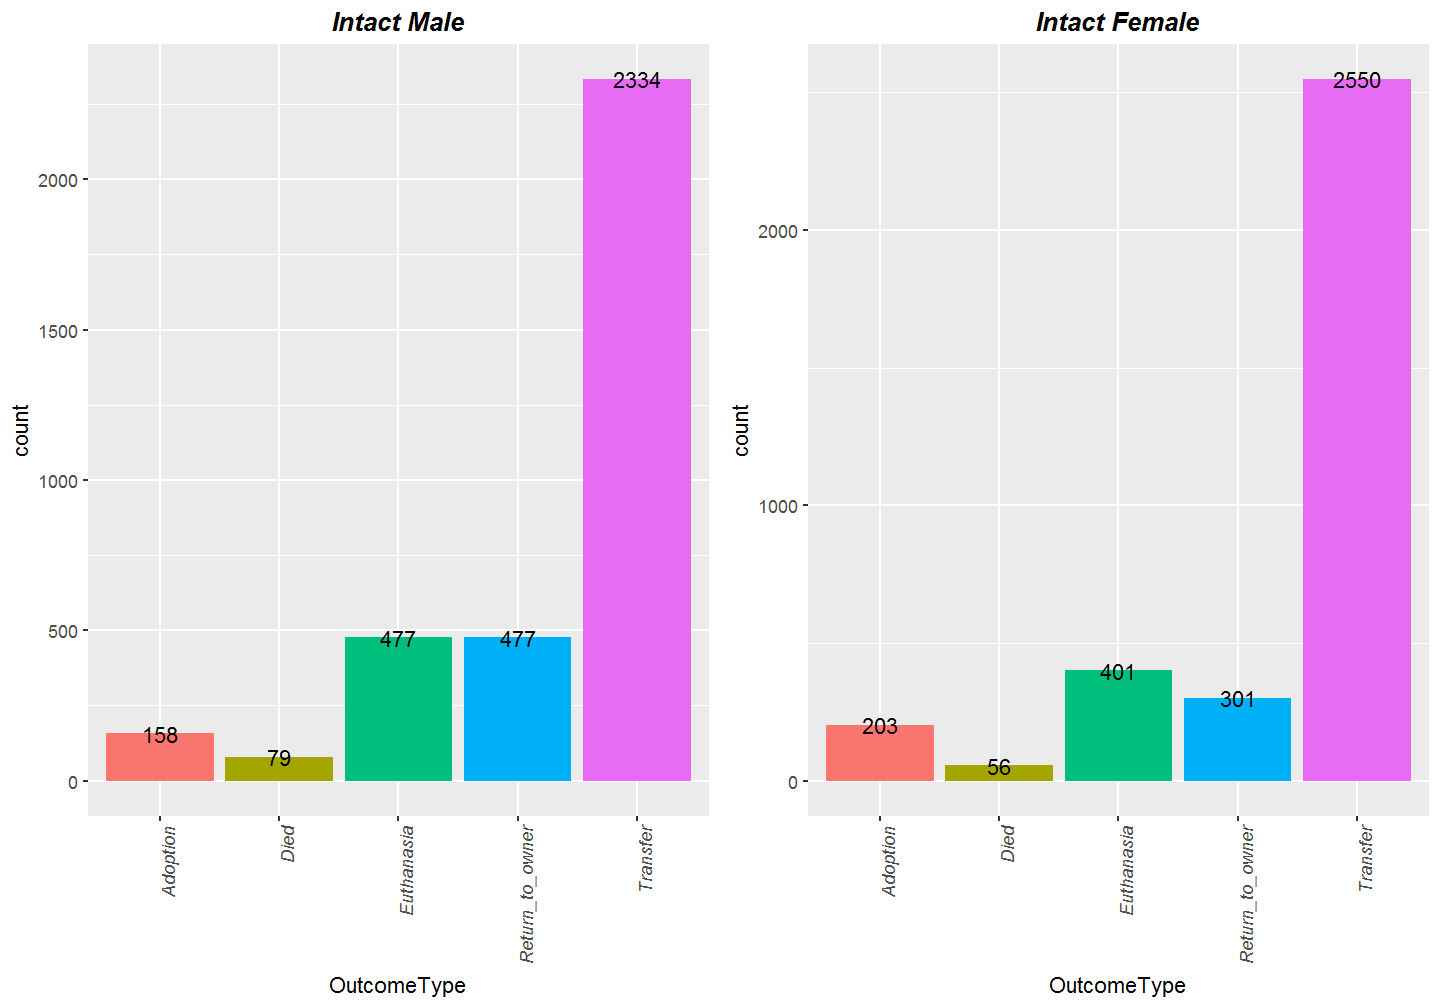 Intact Male
count
2000
1500
1000
500
0
2334
477
477
158
79
Adoption
Died
Euthanasia
Return_to_owner
Transfer
OutcomeType
Intact Female
count
2000
1000
0
2550
401
301
203
56
Adoption
Died
Euthanasia
Return_to_owner
Transfer
OutcomeType